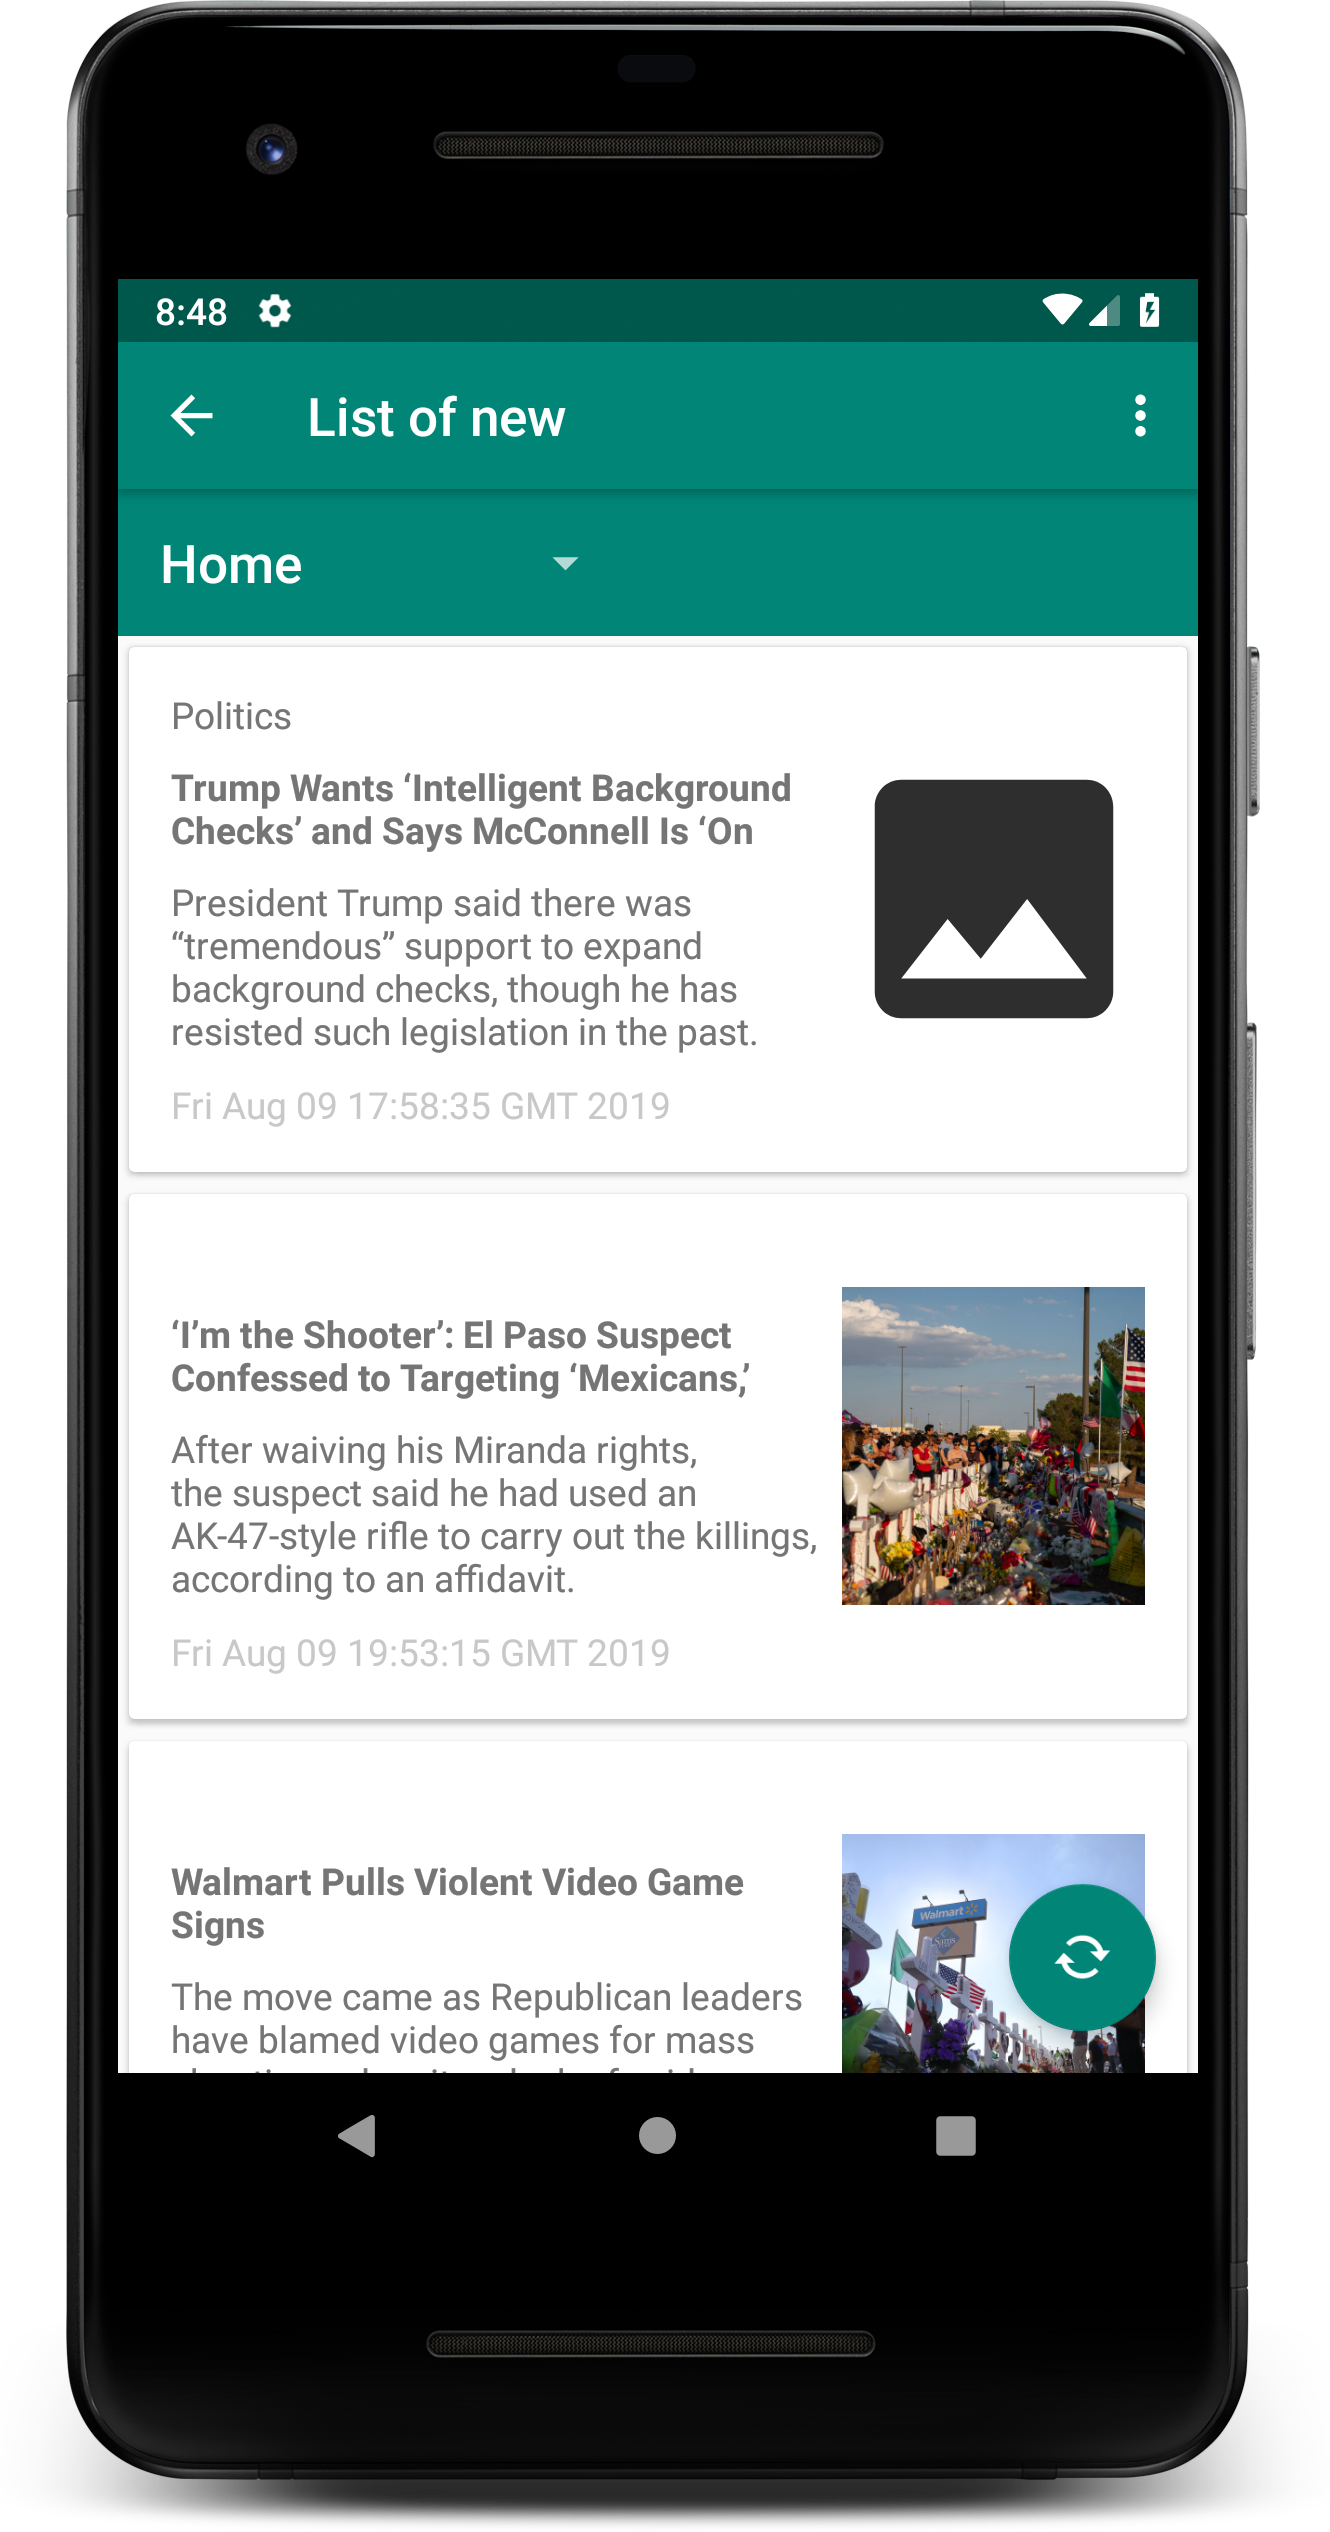 8:48
List of new
Home
Politics
Trump Wants ‘Intelligent Background
Checks’ and Says McConnell Is ‘On
President Trump said there was
“tremendous” support to expand
background checks, though he has
resisted such legislation in the past.
Fri Aug 09 17:58:35 GMT 2019
‘I’m the Shooter’: El Paso Suspect
Confessed to Targeting ‘Mexicans,’
After waiving his Miranda rights,
the suspect said he had used an
AK-47-style rifle to carry out the killings,
according to an affidavit.
Fri Aug 09 19:53:15 GMT 2019
Walmart Pulls Violent Video Game
Signs
Walmart
Sam's
The move came as Republican leaders
have blamed video games for mass